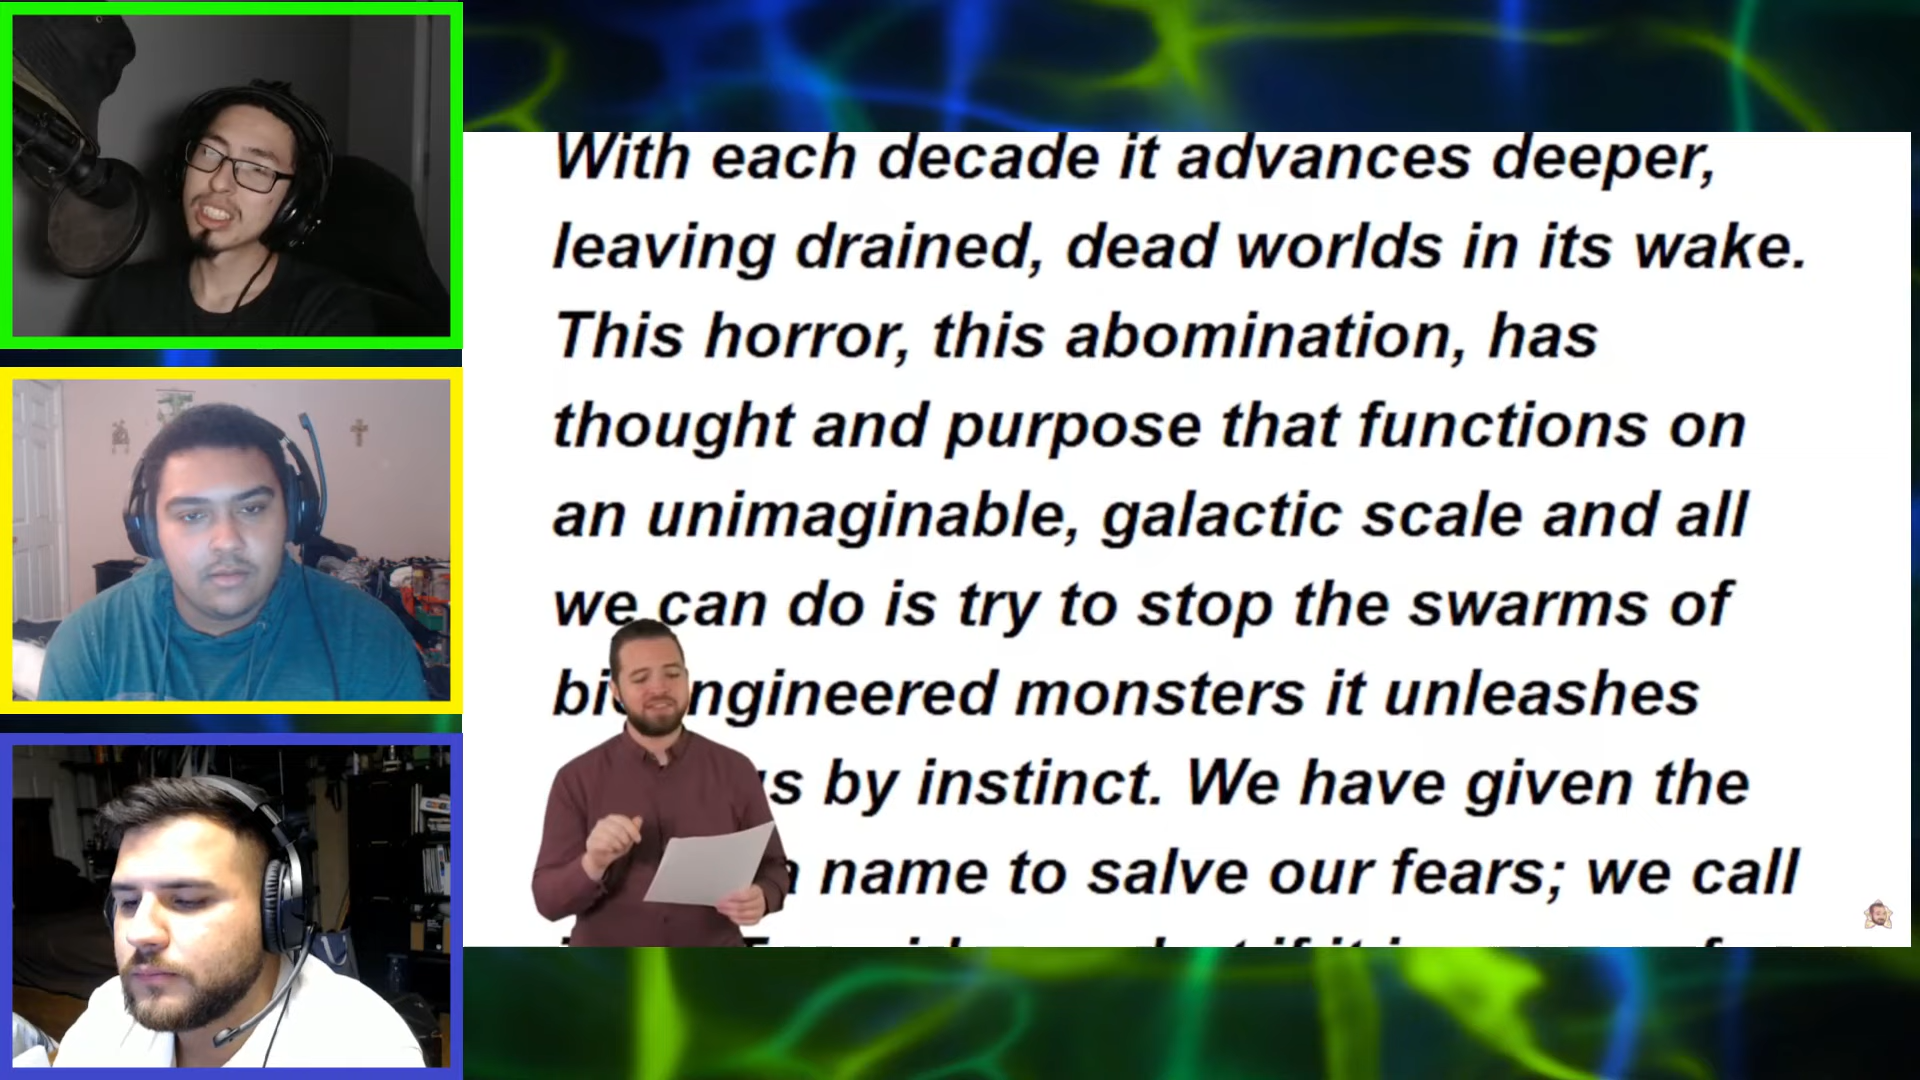 With each decade it advances deeper,
leaving drained, dead worlds in its wake.
This horror, this abomination, has
thought and purpose that functions on
an unimaginable, galactic scale and all
we can do is try to stop the swarms of
monsters it unleashes
by instinct. We have given the
name to salve our fears; we call